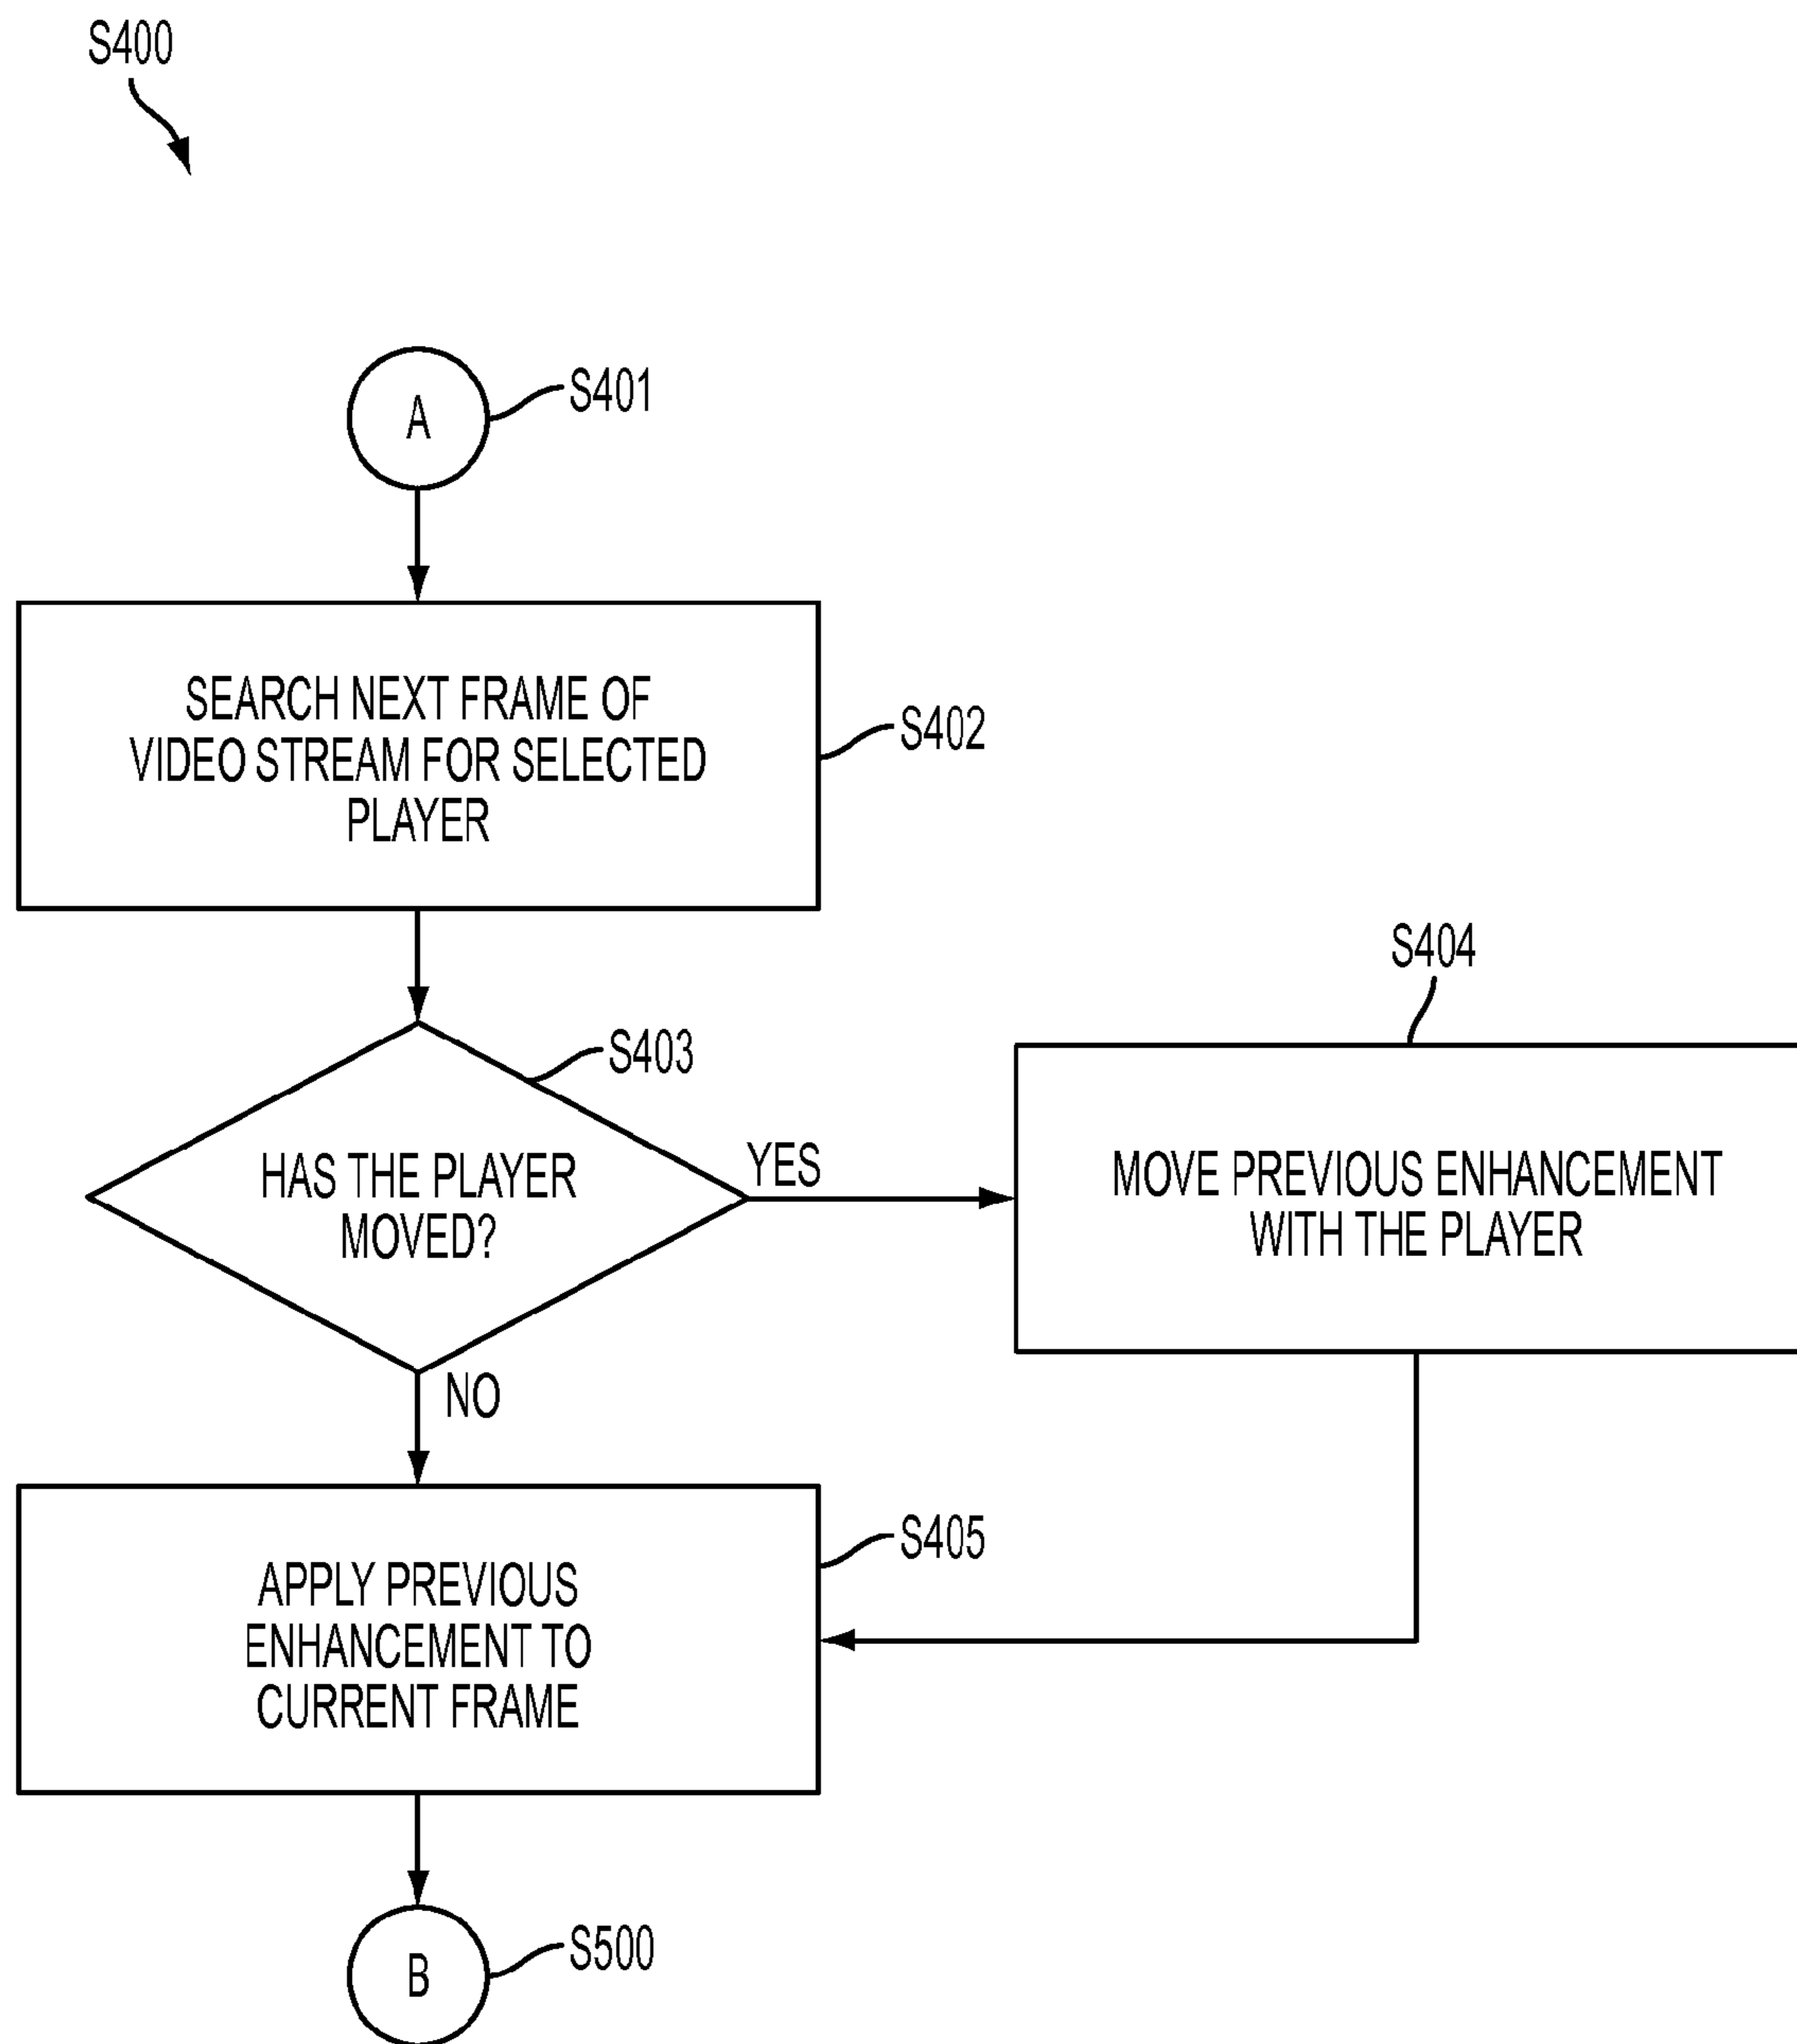 S400
A
S401
SEARCH NEXT FRAME OF
VIDEO STREAM FOR SELECTED
PLAYER
S402
S403
HAS THE PLAYER
MOVED?
YES
NO
S404
MOVE PREVIOUS ENHANCEMENT
WITH THE PLAYER
APPLY PREVIOUS
ENHANCEMENT TO
CURRENT FRAME
S405
B
S500